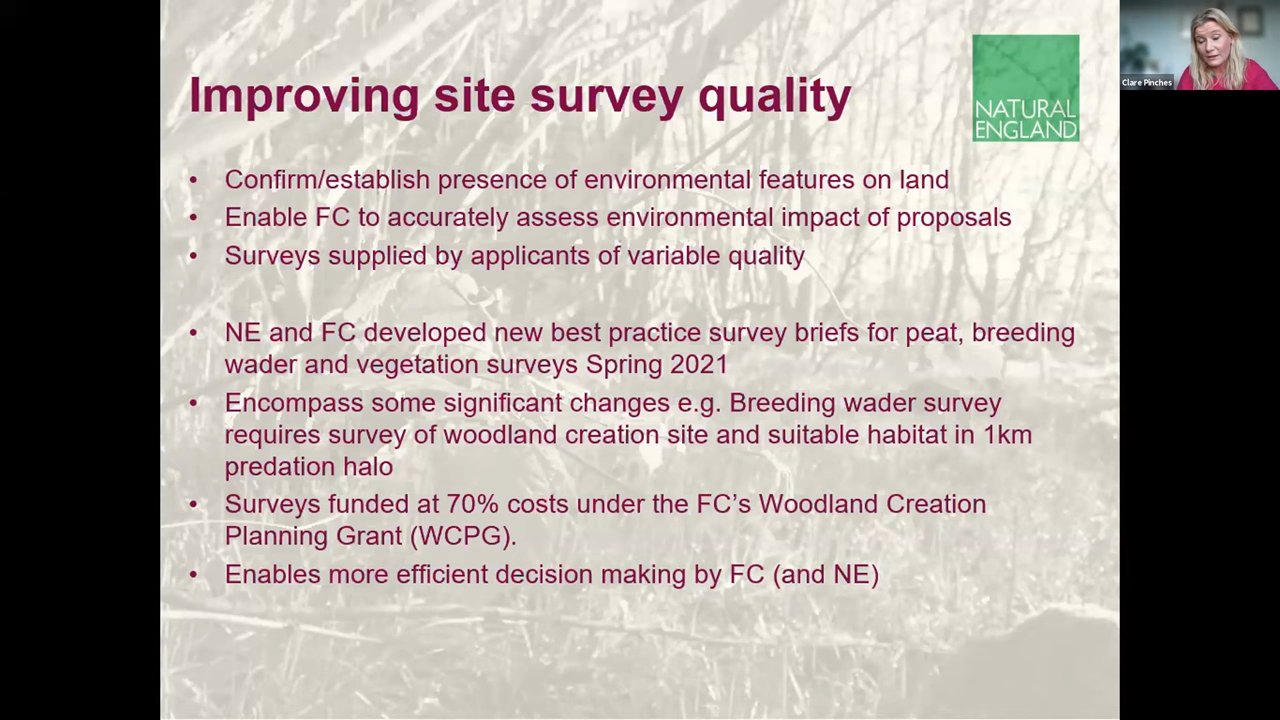 Improving site survey quality
NATURAL
ENGLAND
Clare Pinches
• Confirm/establish presence of environmental features on land
• Enable FC to accurately assess environmental impact of proposals
• Surveys supplied by applicants of variable quality
• NE and FC developed new best practice survey briefs for peat, breeding
wader and vegetation surveys Spring 2021
• Encompass some significant changes e.g. Breeding wader survey
requires survey of woodland creation site and suitable habitat in 1km
predation halo
• Surveys funded at 70% costs under the FC’s Woodland Creation
Planning Grant (WCPG).
• Enables more efficient decision making by FC (and NE)